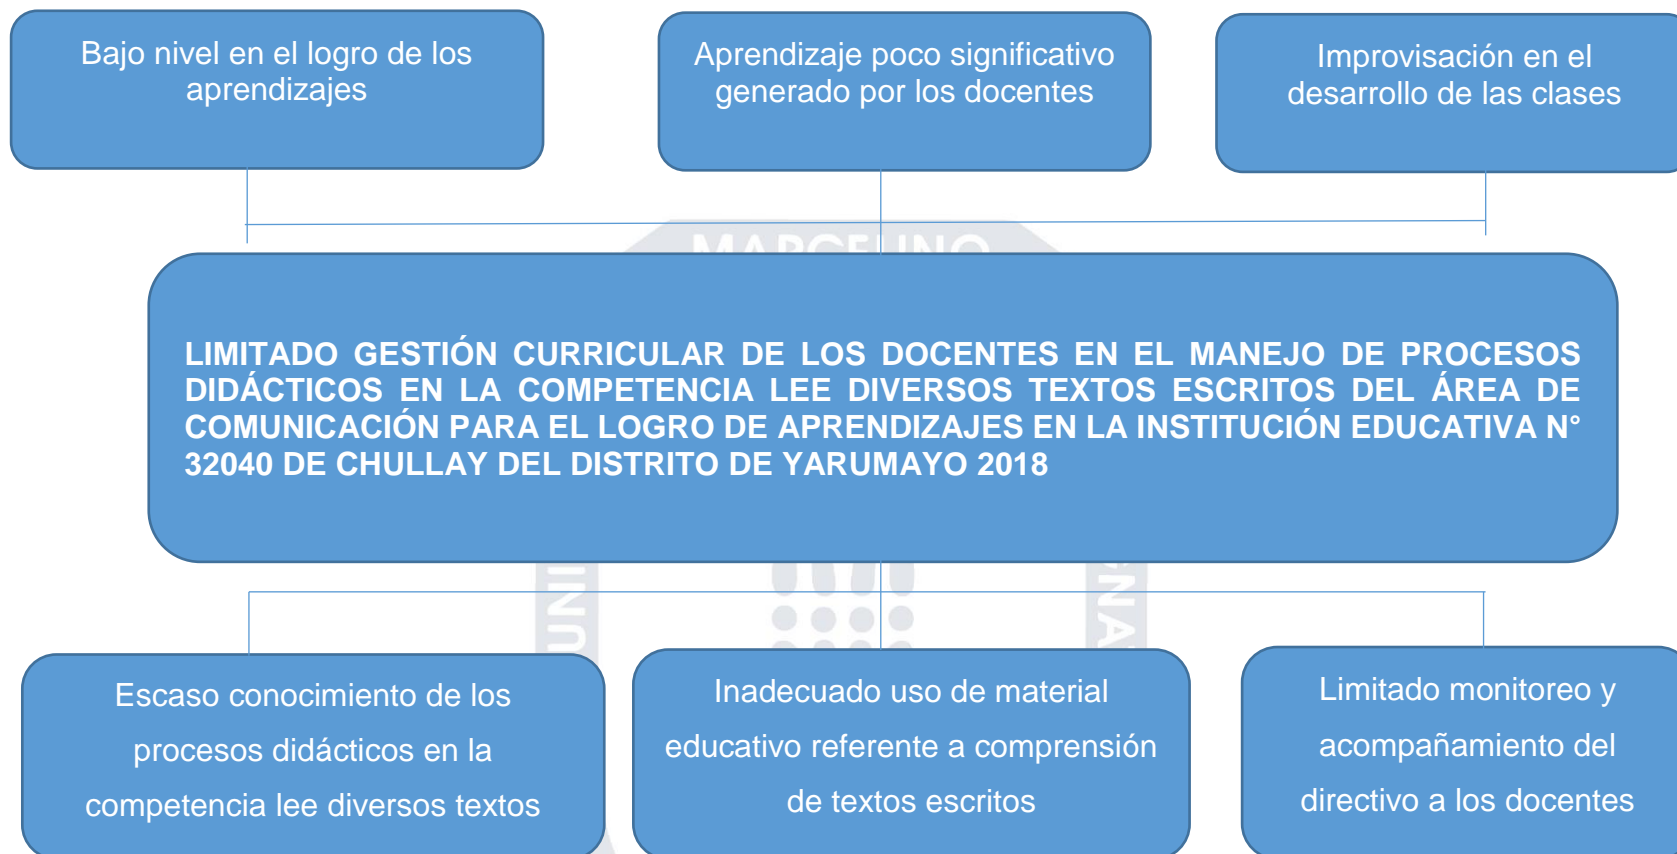 Bajo nivel en el logro de los
aprendizajes
Aprendizaje poco significativo
generado por los docentes
Improvisación en el
desarrollo de las clases
MARCELINO
LIMITADO GESTIÓN CURRICULAR DE LOS DOCENTES EN EL MANEJO DE PROCESOS
DIDÁCTICOS EN LA COMPETENCIA LEE DIVERSOS TEXTOS ESCRITOS DEL ÁREA DE
COMUNICACIÓN PARA EL LOGRO DE APRENDIZAJES EN LA INSTITUCIÓN EDUCATIVA N°
32040 DE CHULLAY DEL DISTRITO DE YARUMAYO 2018
Escaso conocimiento de los
procesos didácticos en la
competencia lee diversos textos
Inadecuado uso de material
educativo referente a comprensión
de textos escritos
Limitado monitoreo y
acompañamiento del
directivo a los docentes